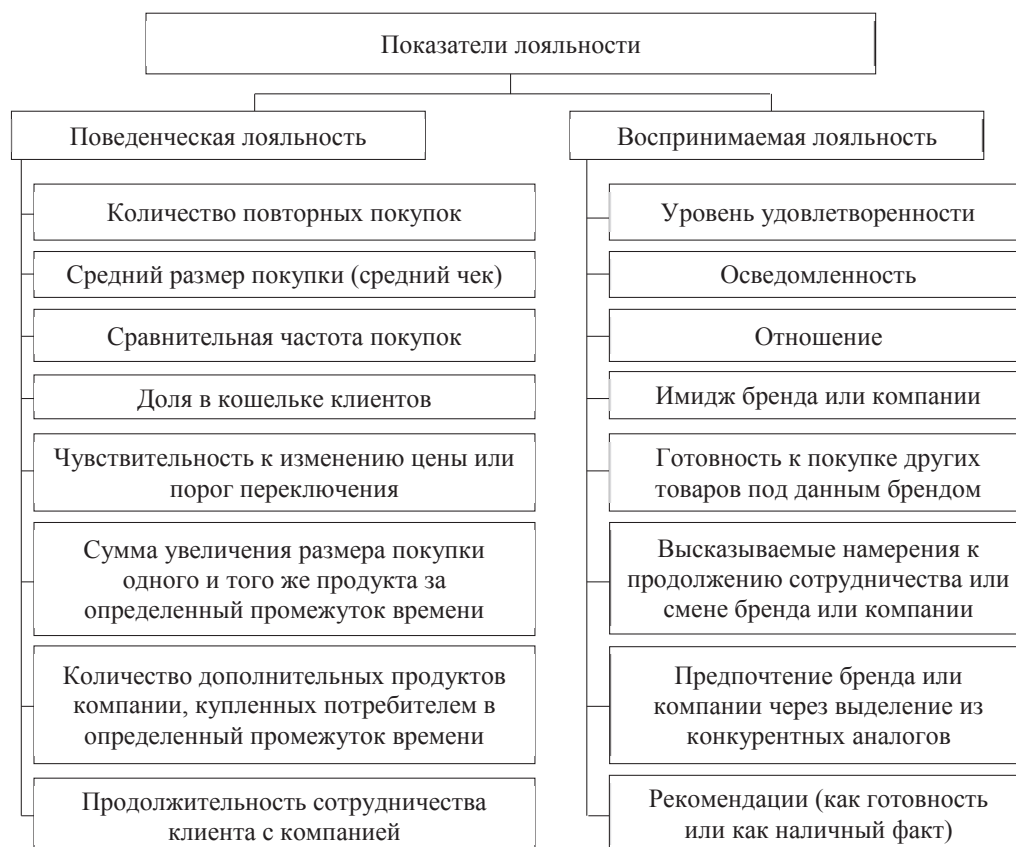 Показатели лояльности
Поведенческая лояльность
Количество повторных покупок
Средний размер покупки (средний чек)
Сравнительная частота покупок
Доля в кошельке клиентов
Чувствительность к изменению цены или
порог переключения
Сумма увеличения размера покупки
одного и того же продукта за
определенный промежуток времени
Количество дополнительных продуктов
компании, купленных потребителем в
определенный промежуток времени
Продолжительность сотрудничества
клиента с компанией
Воспринимаемая лояльность
Уровень удовлетворенности
Осведомленность
Отношение
Имидж бренда или компании
Готовность к покупке других
товаров под данным брендом
Высказываемые намерения к
продолжению сотрудничества или
смене бренда или компании
Предпочтение бренда или
компании через выделение из
конкурентных аналогов
Рекомендации (как готовность
или как наличный факт)